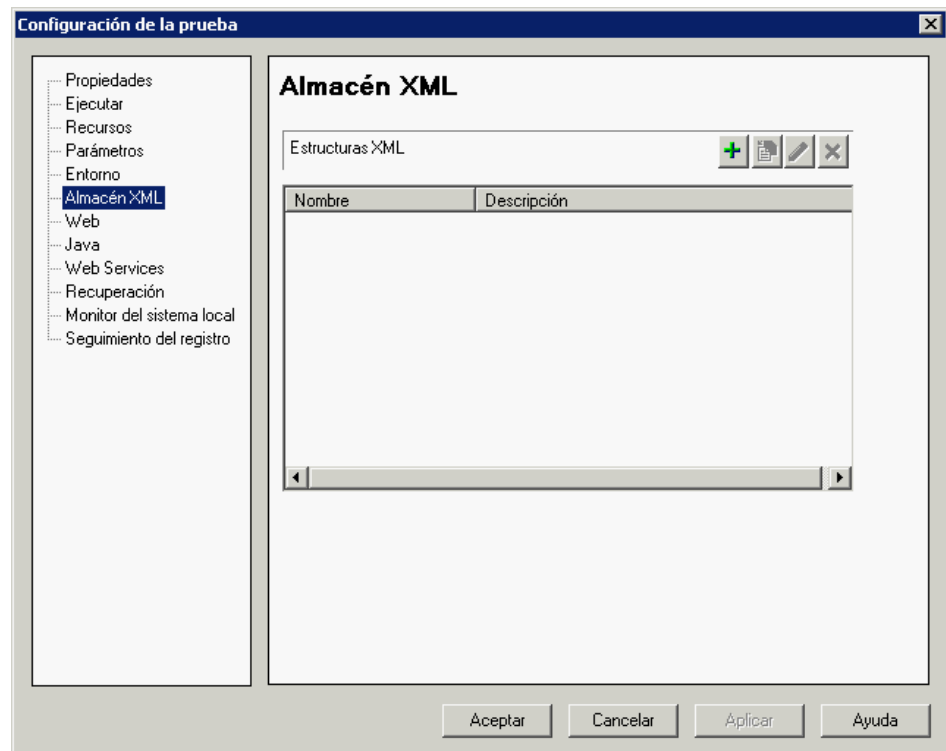 Configuración de la prueba
Propiedades
Ejecutar
Recursos
Parámetros
Entorno
Almacén XML
Web
Java
Web Services
Recuperación
Monitor del sistema local
Seguimiento del registro
Almacén XML
Estructuras XML
Nombre Descripción
Aceptar Cancelar Aplicar Ayuda